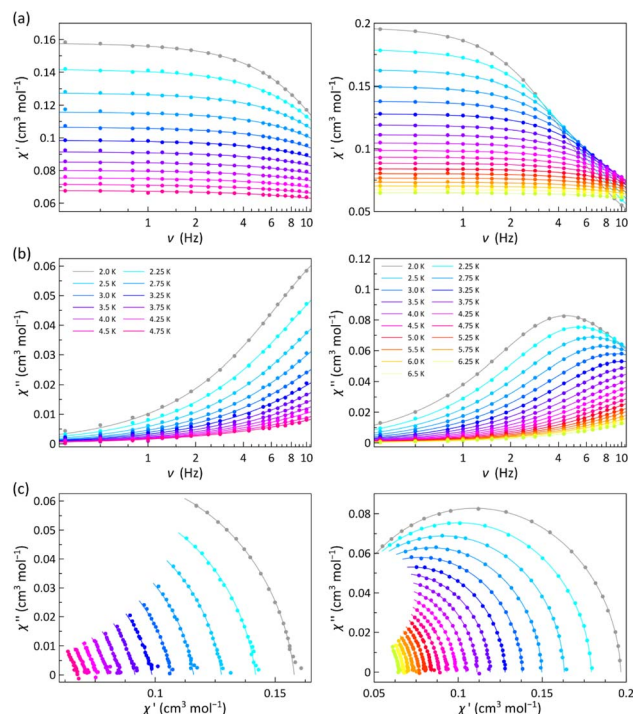 (a)
0.16
0.14
0.12
0.1
0.08
0.06
χ′ (cm³ mol⁻¹)
1 2 4 6 8 10
ν (Hz)
0.2
0.15
0.1
0.05
χ′ (cm³ mol⁻¹)
1 2 4 6 8 10
ν (Hz)
(b)
0.06
0.05
0.04
0.03
0.02
0.01
0
χ″ (cm³ mol⁻¹)
2.0 K 2.25 K
2.5 K 2.75 K
3.0 K 3.25 K
3.5 K 3.75 K
4.0 K 4.25 K
4.5 K 4.75 K
1 2 4 6 8 10
ν (Hz)
0.12
0.1
0.08
0.06
0.04
0.02
0
χ″ (cm³ mol⁻¹)
2.0 K 2.25 K
2.5 K 2.75 K
3.0 K 3.25 K
3.5 K 3.75 K
4.0 K 4.25 K
4.5 K 4.75 K
5.0 K 5.25 K
5.5 K 5.75 K
6.0 K 6.25 K
6.5 K
1 2 4 6 8 10
ν (Hz)
(c)
0.06
0.05
0.04
0.03
0.02
0.01
0
χ″ (cm³ mol⁻¹)
0.1 0.15
χ′ (cm³ mol⁻¹)
0.08
0.06
0.04
0.02
0
χ″ (cm³ mol⁻¹)
0.05 0.1 0.15 0.2
χ′ (cm³ mol⁻¹)